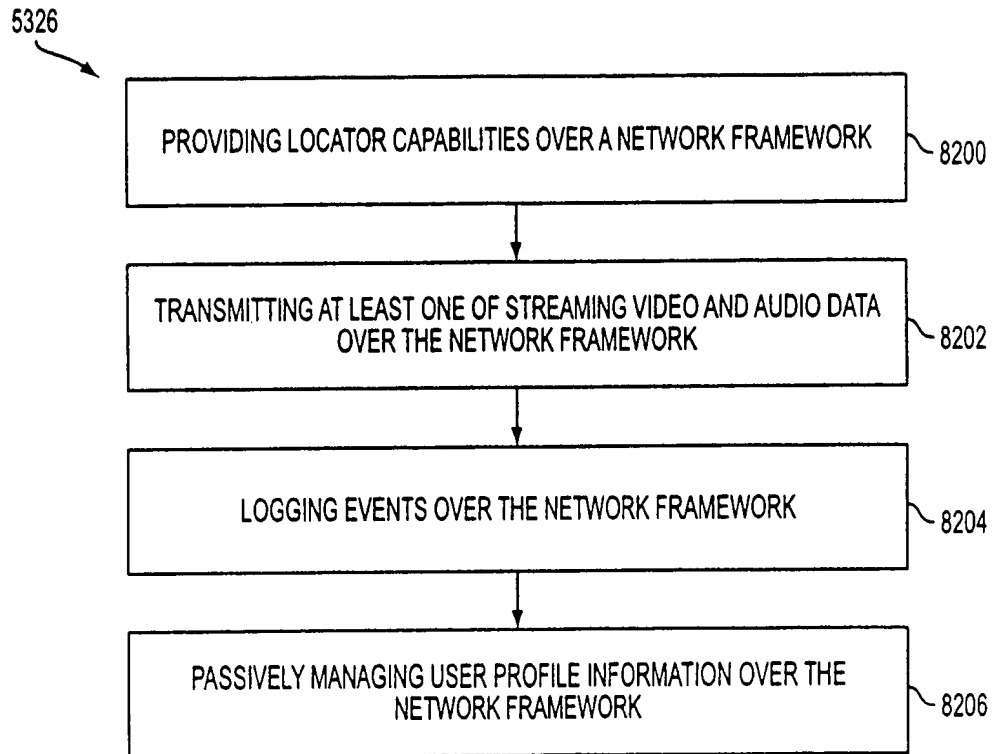 5326
PROVIDING LOCATOR CAPABILITIES OVER A NETWORK FRAMEWORK
8200
TRANSMITTING AT LEAST ONE OF STREAMING VIDEO AND AUDIO DATA
OVER THE NETWORK FRAMEWORK
8202
LOGGING EVENTS OVER THE NETWORK FRAMEWORK
8204
PASSIVELY MANAGING USER PROFILE INFORMATION OVER THE
NETWORK FRAMEWORK
8206